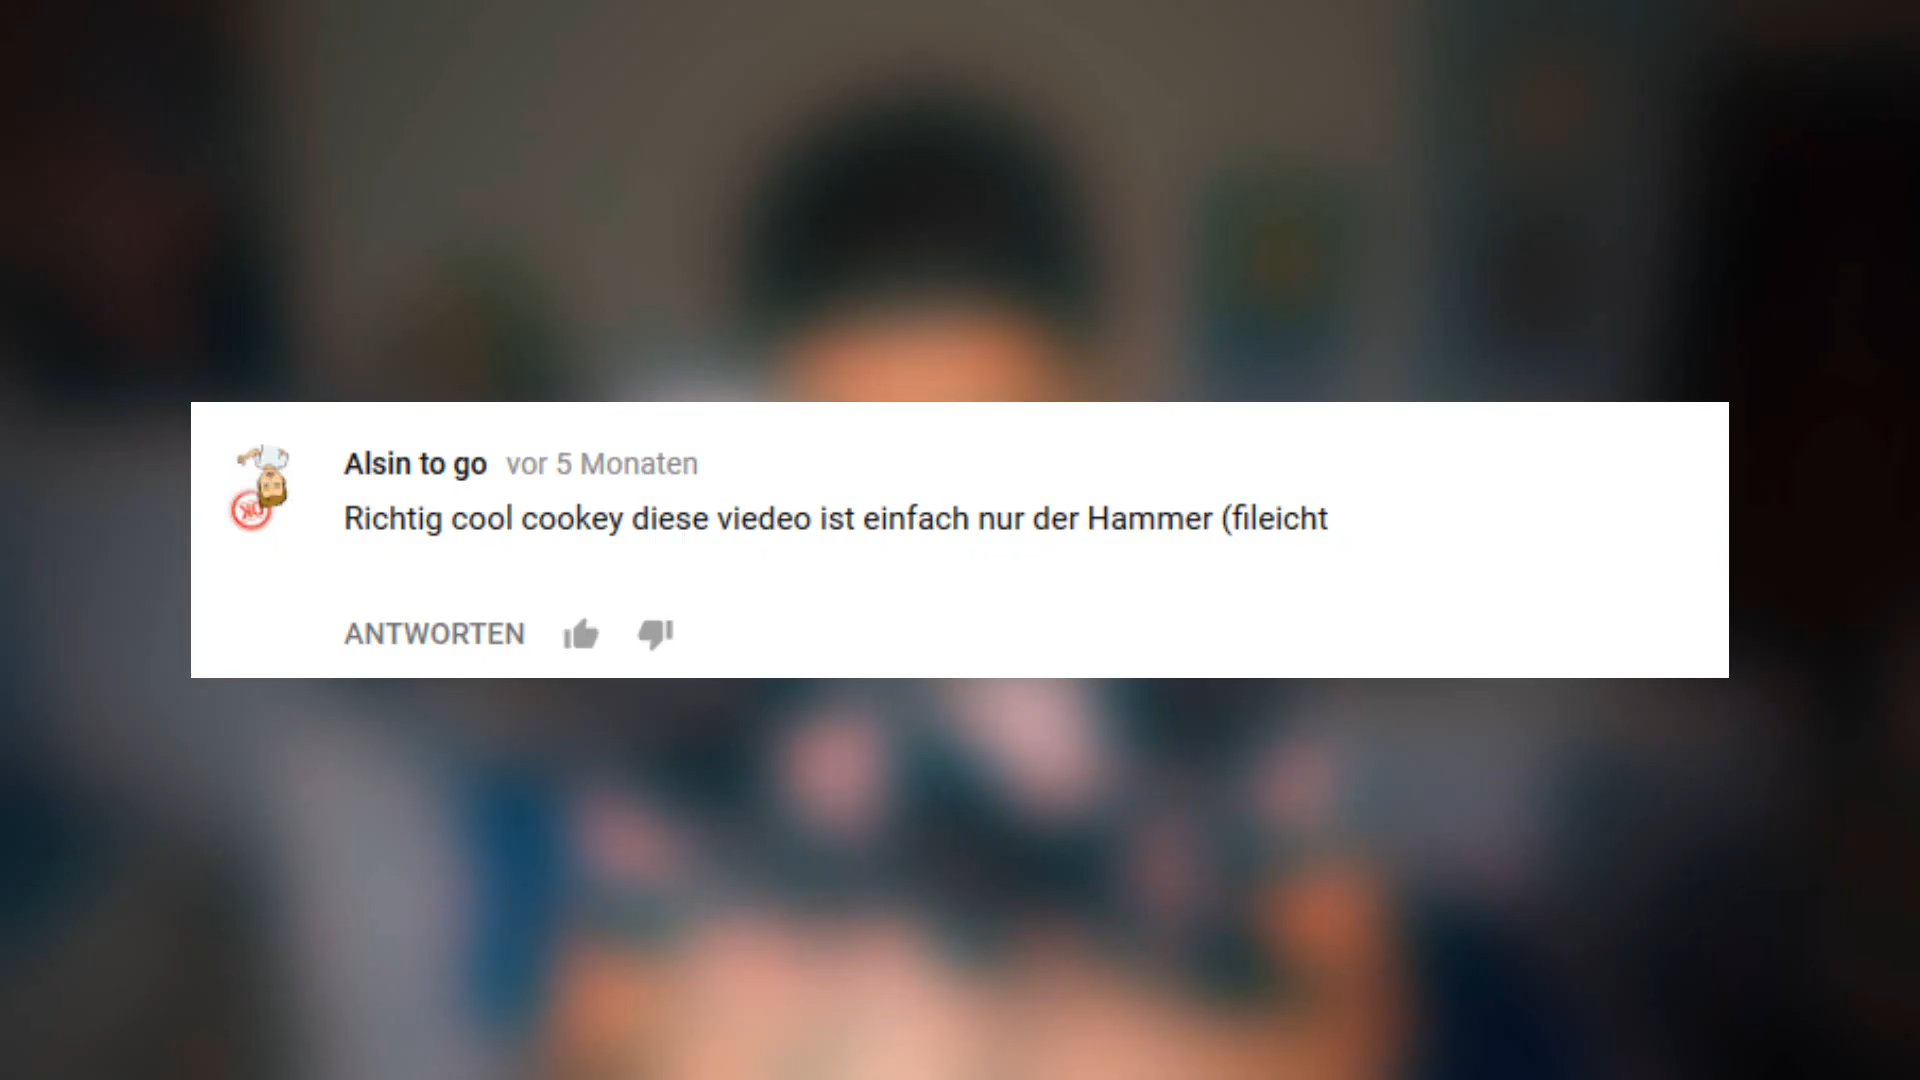 Alsin to go vor 5 Monaten
Richtig cool cookey diese viedeo ist einfach nur der Hammer (fileicht
ANTWORTEN